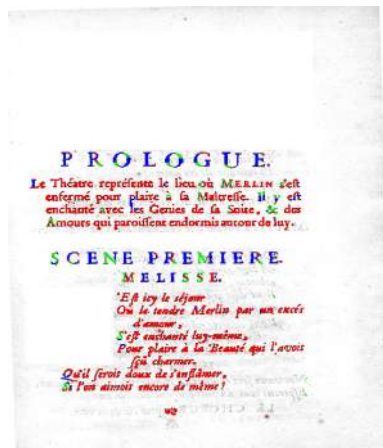 PROLOGUE.
Le Théatre represente le lieu où MERLIN s'est
enfermé pour plaire à sa Maîtresse. Il y est
enchanté avec les Genies de sa Suite, & des
Amours qui paroissent endormis autour de luy.
SCENE PREMIERE.
MELISSE.
'Est icy le séjour
Où le tendre Merlin par un excés
d'amour,
S'est enchanté luy-même,
Pour plaire à la Beauté qui l'avoit
sçû charmer.
Qu'il seroit doux de s'enflâmer,
Si l'on aimoit encore de même!